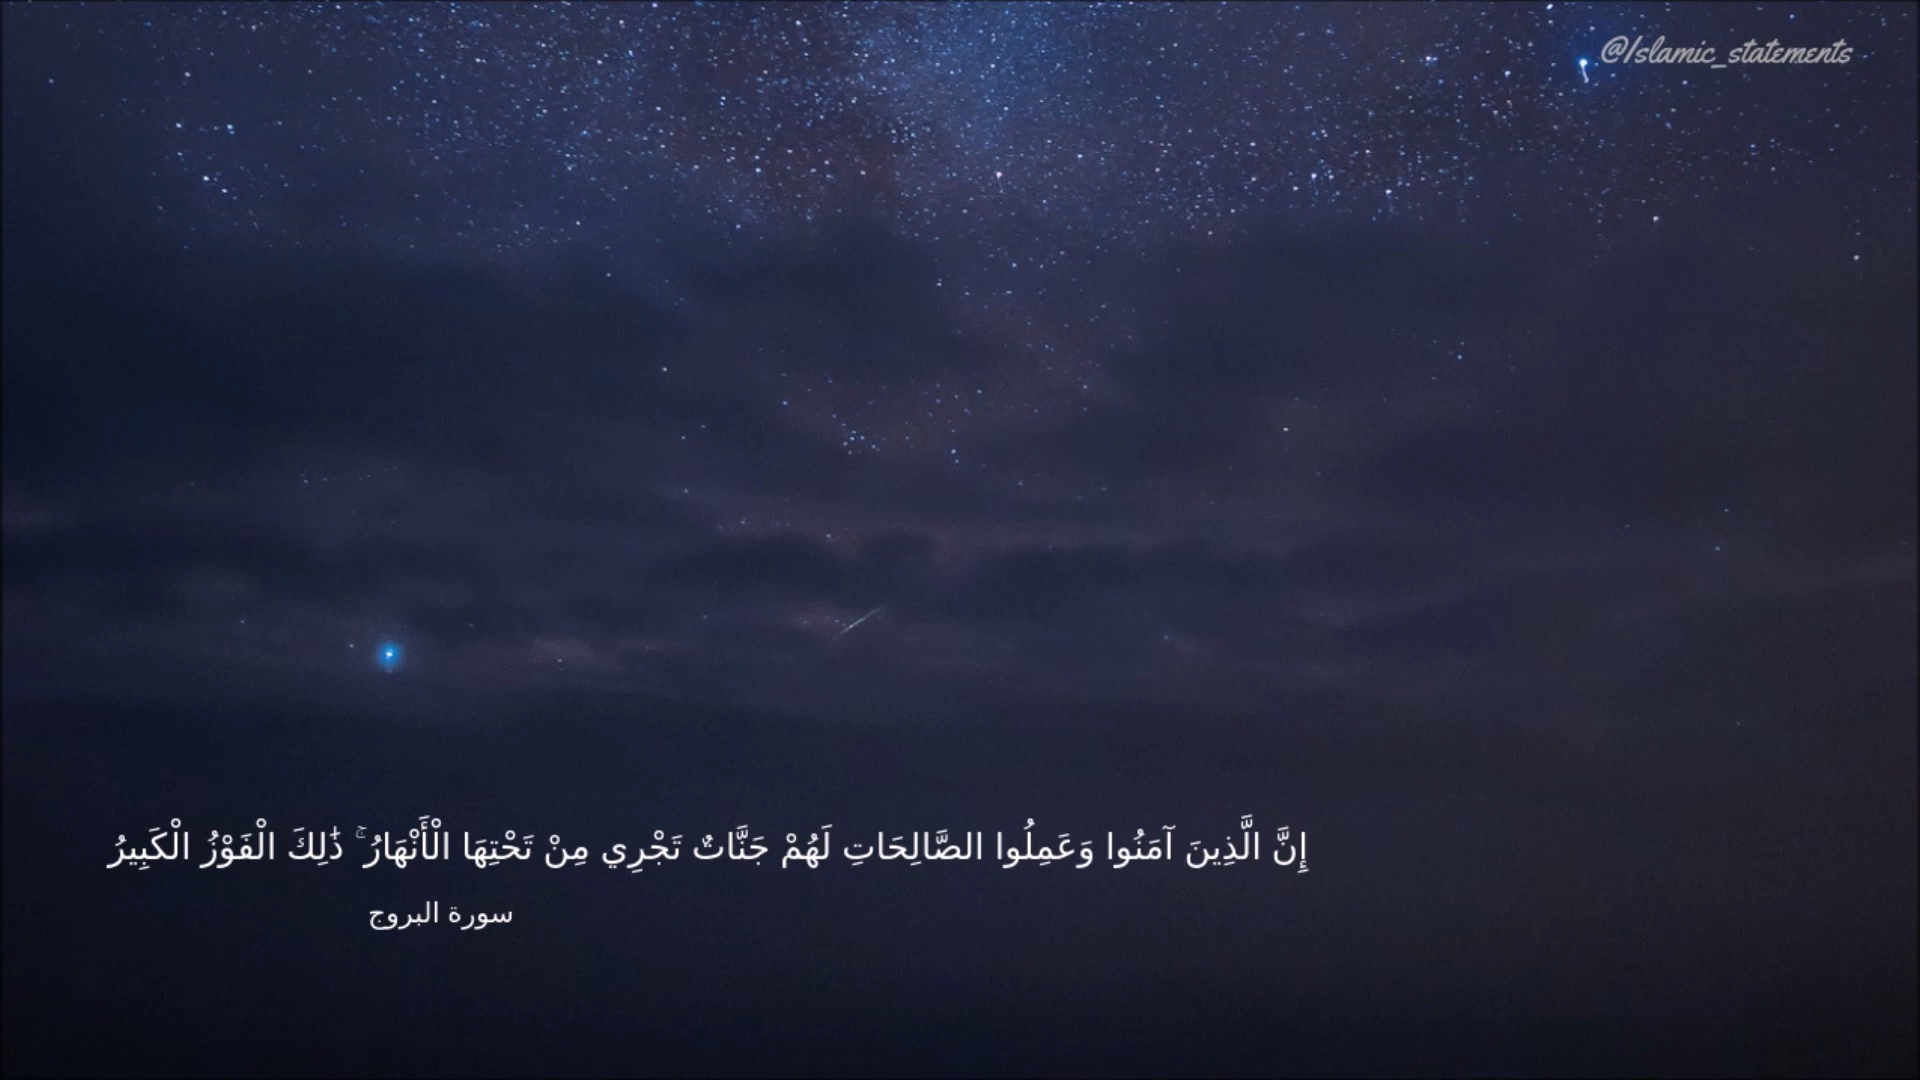 @Islamic_statements
إِنَّ الَّذِينَ آمَنُوا وَعَمِلُوا الصَّالِحَاتِ لَهُمْ جَنَّاتٌ تَجْرِي مِنْ تَحْتِهَا الْأَنْهَارُ ۚ ذَٰلِكَ الْفَوْزُ الْكَبِيرُ
سورة البروج